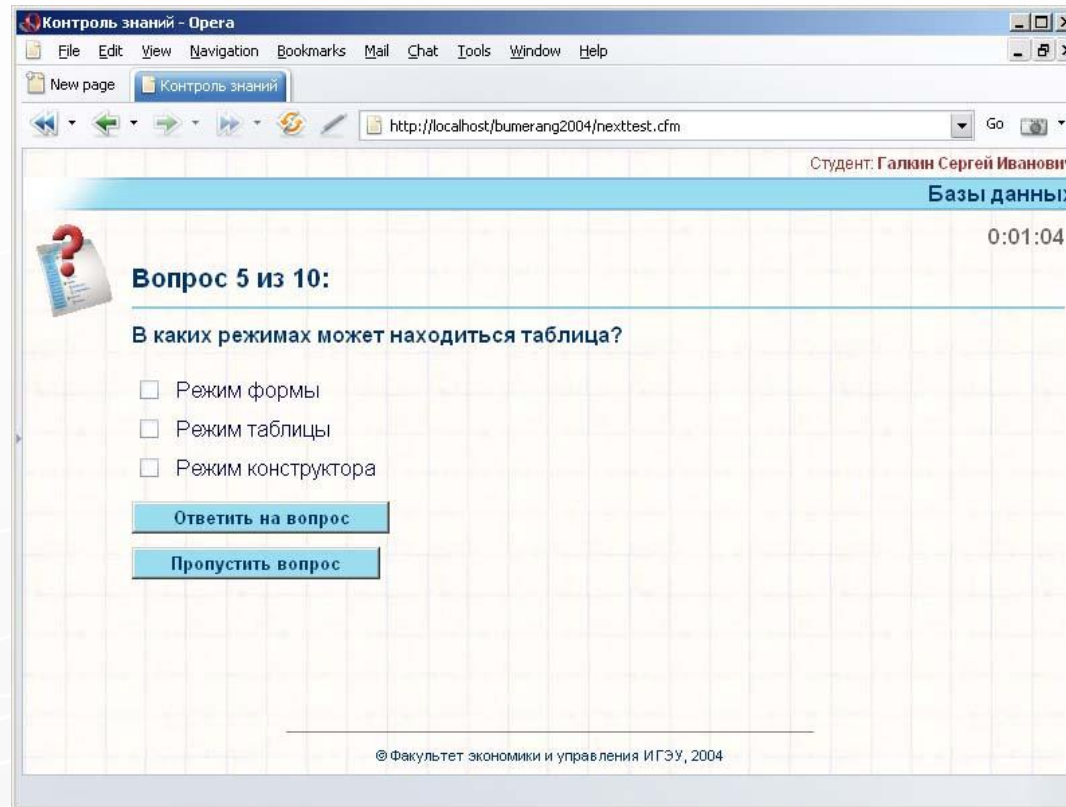 Контроль знаний - Opera
File Edit View Navigation Bookmarks Mail Chat Tools Window Help
New page Контроль знаний
http://localhost/bumerang2004/nexttest.cfm Go
Студент: Галкин Сергей Иванови
Базы данны
0:01:04
Вопрос 5 из 10:
В каких режимах может находиться таблица?
Режим формы
Режим таблицы
Режим конструктора
Ответить на вопрос
Пропустить вопрос
© Факультет экономики и управления ИГЭУ, 2004